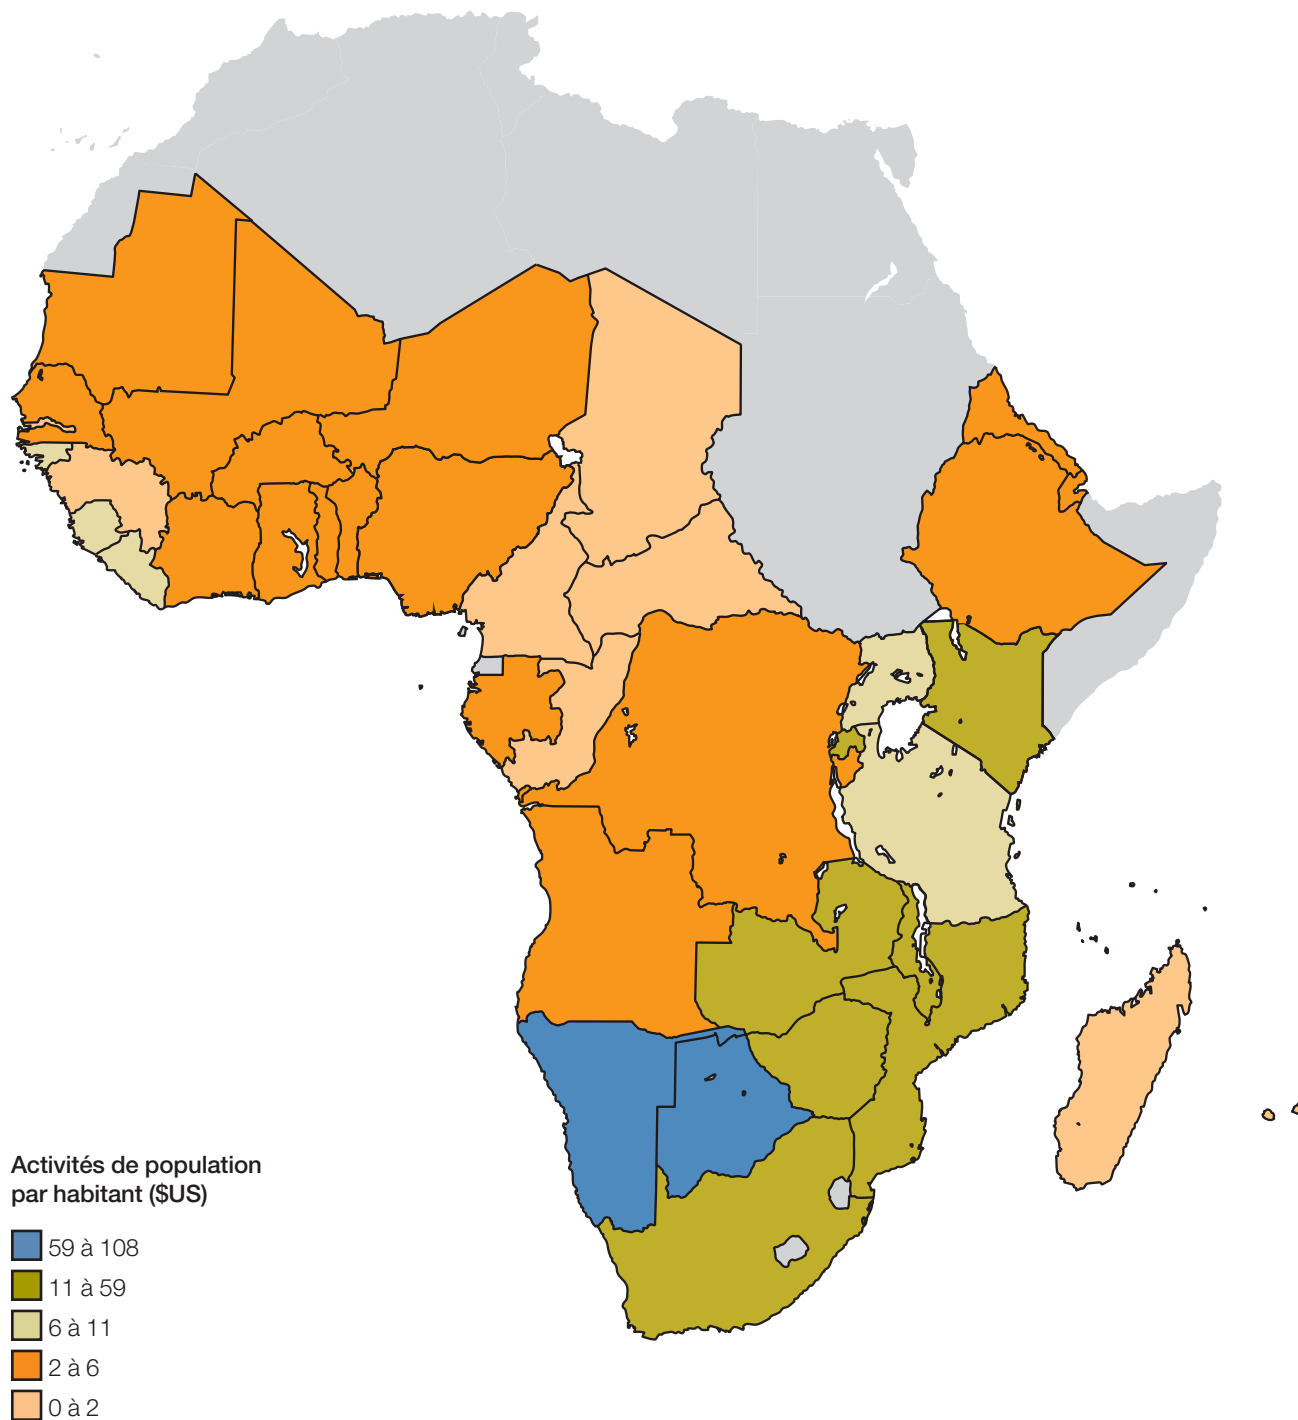 Activités de population
par habitant ($US)
59 à 108
11 à 59
6 à 11
2 à 6
0 à 2